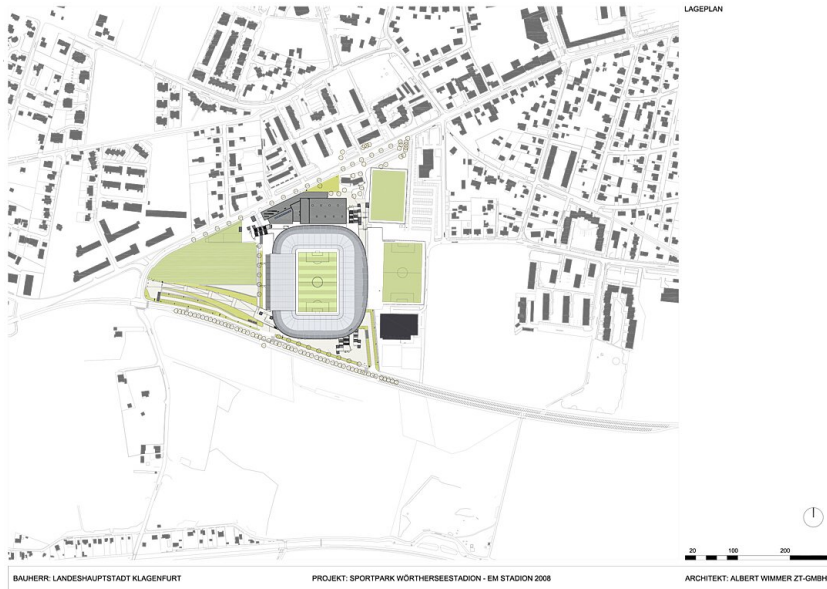 LAGEPLAN
20 100 200
BAUHERR: LANDESHAUPTSTADT KLAGENFURT PROJEKT: SPORTPARK WÖRTHERSEESTADION - EM STADION 2008 ARCHITEKT: ALBERT WIMMER ZT-GMBH